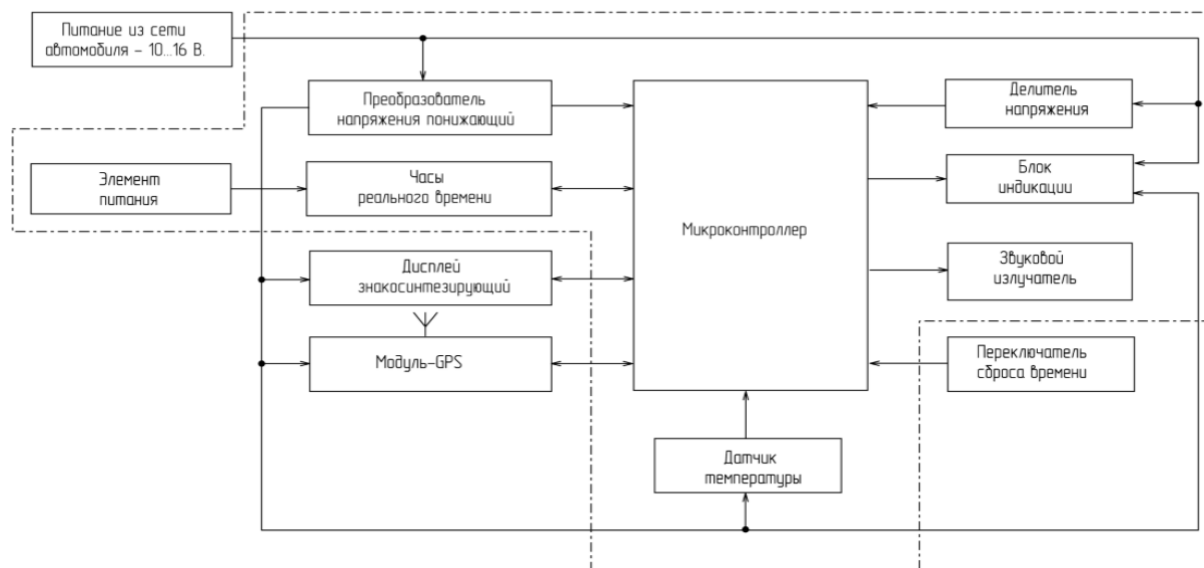 Питание из сети
автомобиля – 10...16 В.
Преобразователь
напряжения понижающий
Делитель
напряжения
Элемент
питания
Часы
реального времени
Блок
индикации
Микроконтроллер
Дисплей
знакосинтезирующий
Звуковой
излучатель
Модуль-GPS
Переключатель
сброса времени
Датчик
температуры